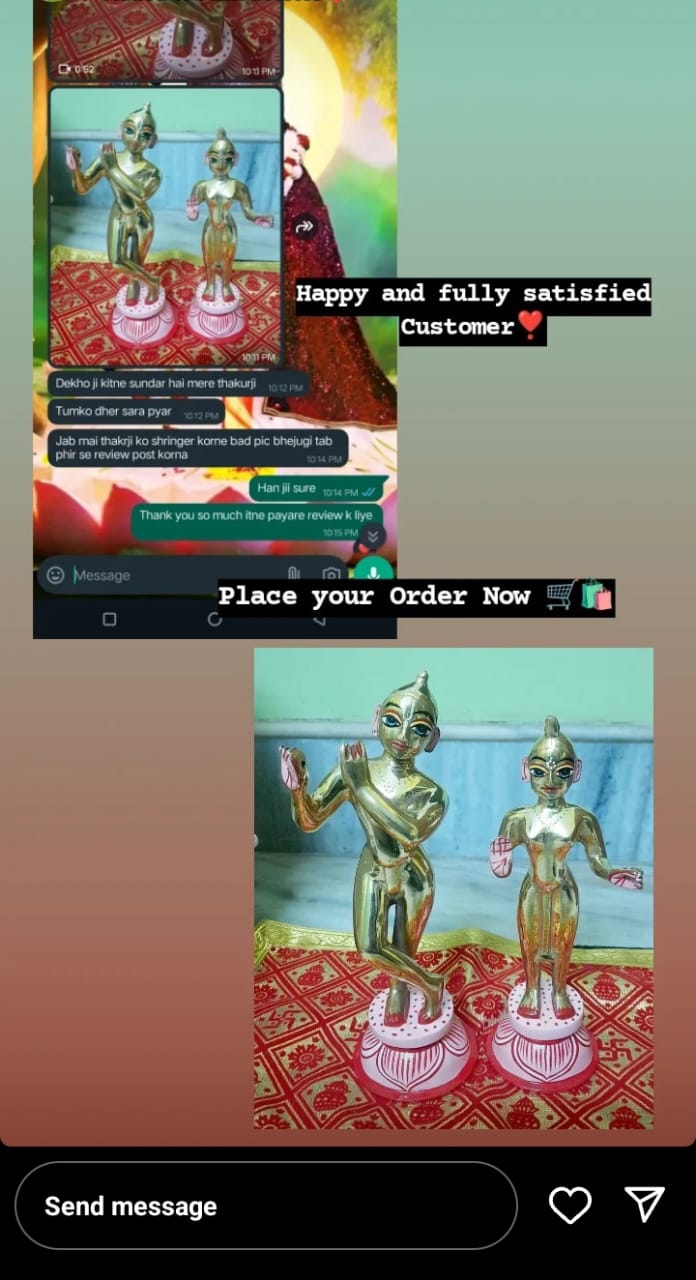 0:52
10:11 PM
10:11 PM
Happy and fully satisfied
Customer❤️
Dekho ji kitne sundar hai mere thakurji 10:12 PM
Tumko dher sara pyar 10:12 PM
Jab mai thakrji ko shringer korne bad pic bhejugi tab
phir se review post korna 10:14 PM
Han jii sure 10:14 PM
Thank you so much itne payare review k liye
10:15 PM
Message
Place your Order Now 🛒🛍️
Send message